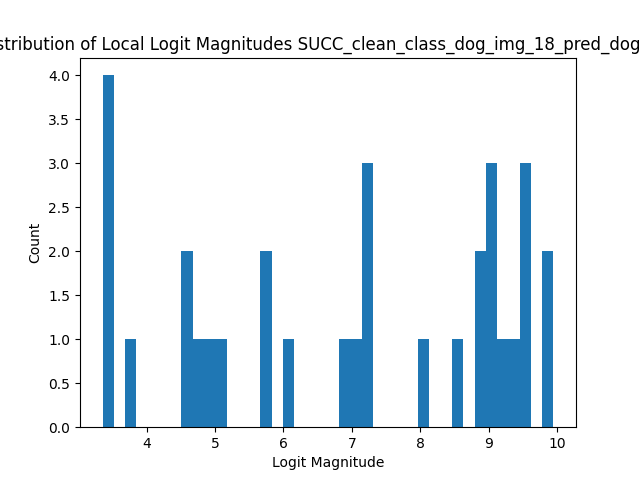 stribution of Local Logit Magnitudes SUCC_clean_class_dog_img_18_pred_dog
4.0
3.5
3.0
2.5
2.0
1.5
1.0
0.5
0.0
Count
4 5 6 7 8 9 10
Logit Magnitude